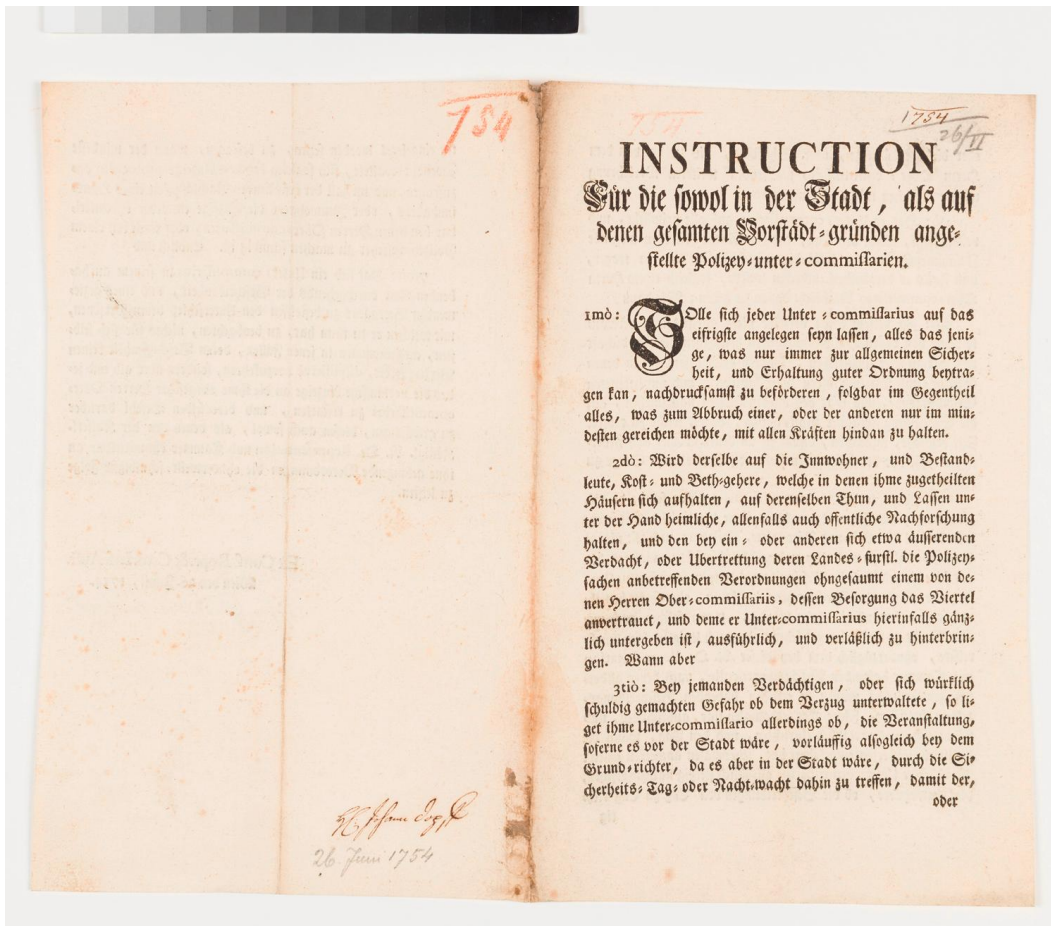 754
26. Juni 1754
1754
26/II
INSTRUCTION
Für die sowol in der Stadt, als auf
denen gesamten Vorstädt-gründen ange-
stellte Polizey-unter-commissarien.
1mò: SOlle sich jeder Unter-commissarius auf das
eifrigste angelegen seyn lassen, alles das jeni-
ge, was nur immer zur allgemeinen Sicher-
heit, und Erhaltung guter Ordnung beytra-
gen kan, nachdrucksamst zu beförderen, folgbar im Gegentheil
alles, was zum Abbruch einer, oder der anderen nur im min-
desten gereichen möchte, mit allen Kräften hindan zu halten.
2dò: Wird derselbe auf die Innwohner, und Bestand-
leute, Kost- und Beth-gehere, welche in denen ihme zugetheilten
Häusern sich aufhalten, auf derenselben Thun, und Lassen un-
ter der Hand heimliche, allenfalls auch offentliche Nachforschung
halten, und den bey ein- oder anderen sich etwa äusserenden
Verdacht, oder Ubertrettung deren Landes-fürstl. die Polizey-
sachen anbetreffenden Verordnungen ohngesaumt einem von de-
nen Herren Ober-commissariis, dessen Besorgung das Viertel
anvertrauet, und deme er Unter-commissarius hierinfalls gänz-
lich untergeben ist, ausführlich, und verläßlich zu hinterbrin-
gen. Wann aber
3tiò: Bey jemanden Verdächtigen, oder sich würklich
schuldig gemachten Gefahr ob dem Verzug unterwaltete, so li-
get ihme Unter-commissario allerdings ob, die Veranstaltung,
soferne es vor der Stadt wäre, vorläuffig alsogleich bey dem
Grund-richter, da es aber in der Stadt wäre, durch die Si-
cherheits-Tag-oder Nacht-wacht dahin zu treffen, damit der,
oder